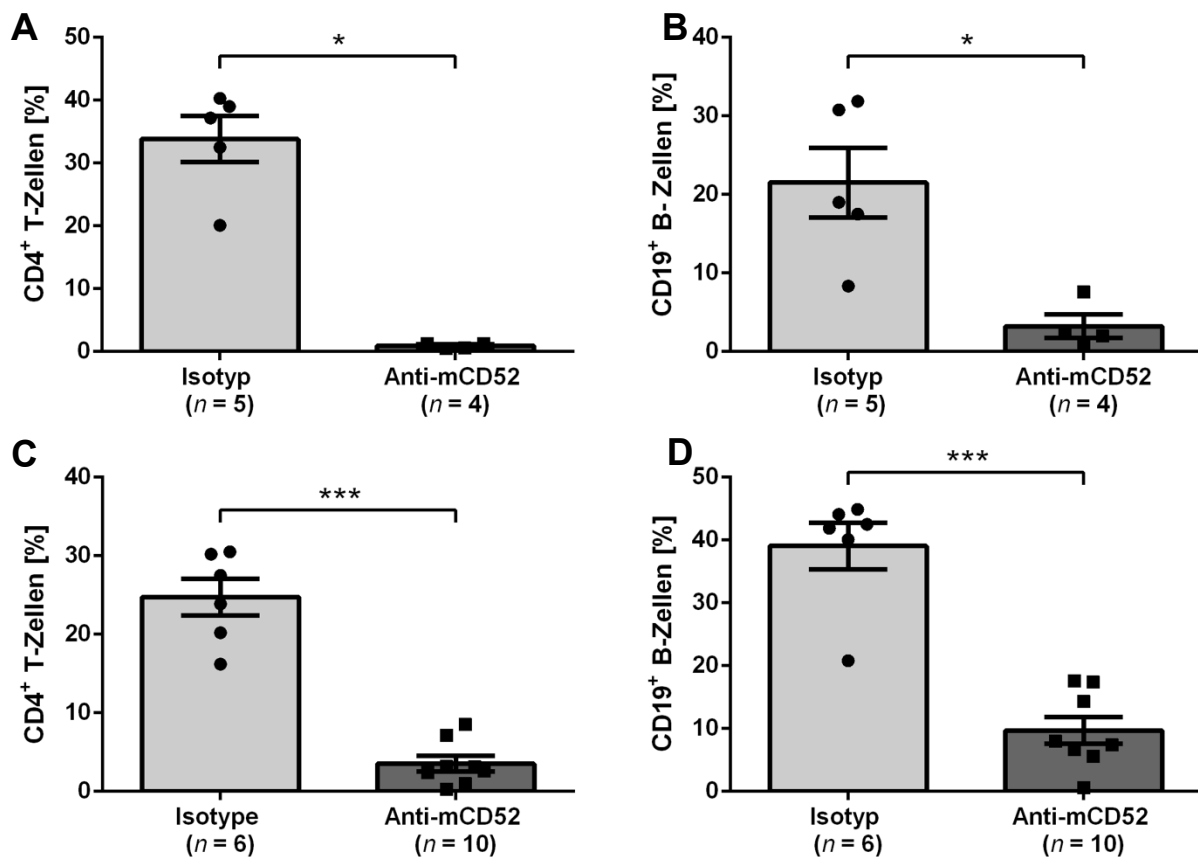 A
CD4⁺ T-Zellen [%]
50
40
30
20
10
0
*
Isotyp
(n = 5)
Anti-mCD52
(n = 4)
B
CD19⁺ B- Zellen [%]
40
30
20
10
0
*
Isotyp
(n = 5)
Anti-mCD52
(n = 4)
C
CD4⁺ T-Zellen [%]
40
30
20
10
0
***
Isotype
(n = 6)
Anti-mCD52
(n = 10)
D
CD19⁺ B-Zellen [%]
50
40
30
20
10
0
***
Isotyp
(n = 6)
Anti-mCD52
(n = 10)